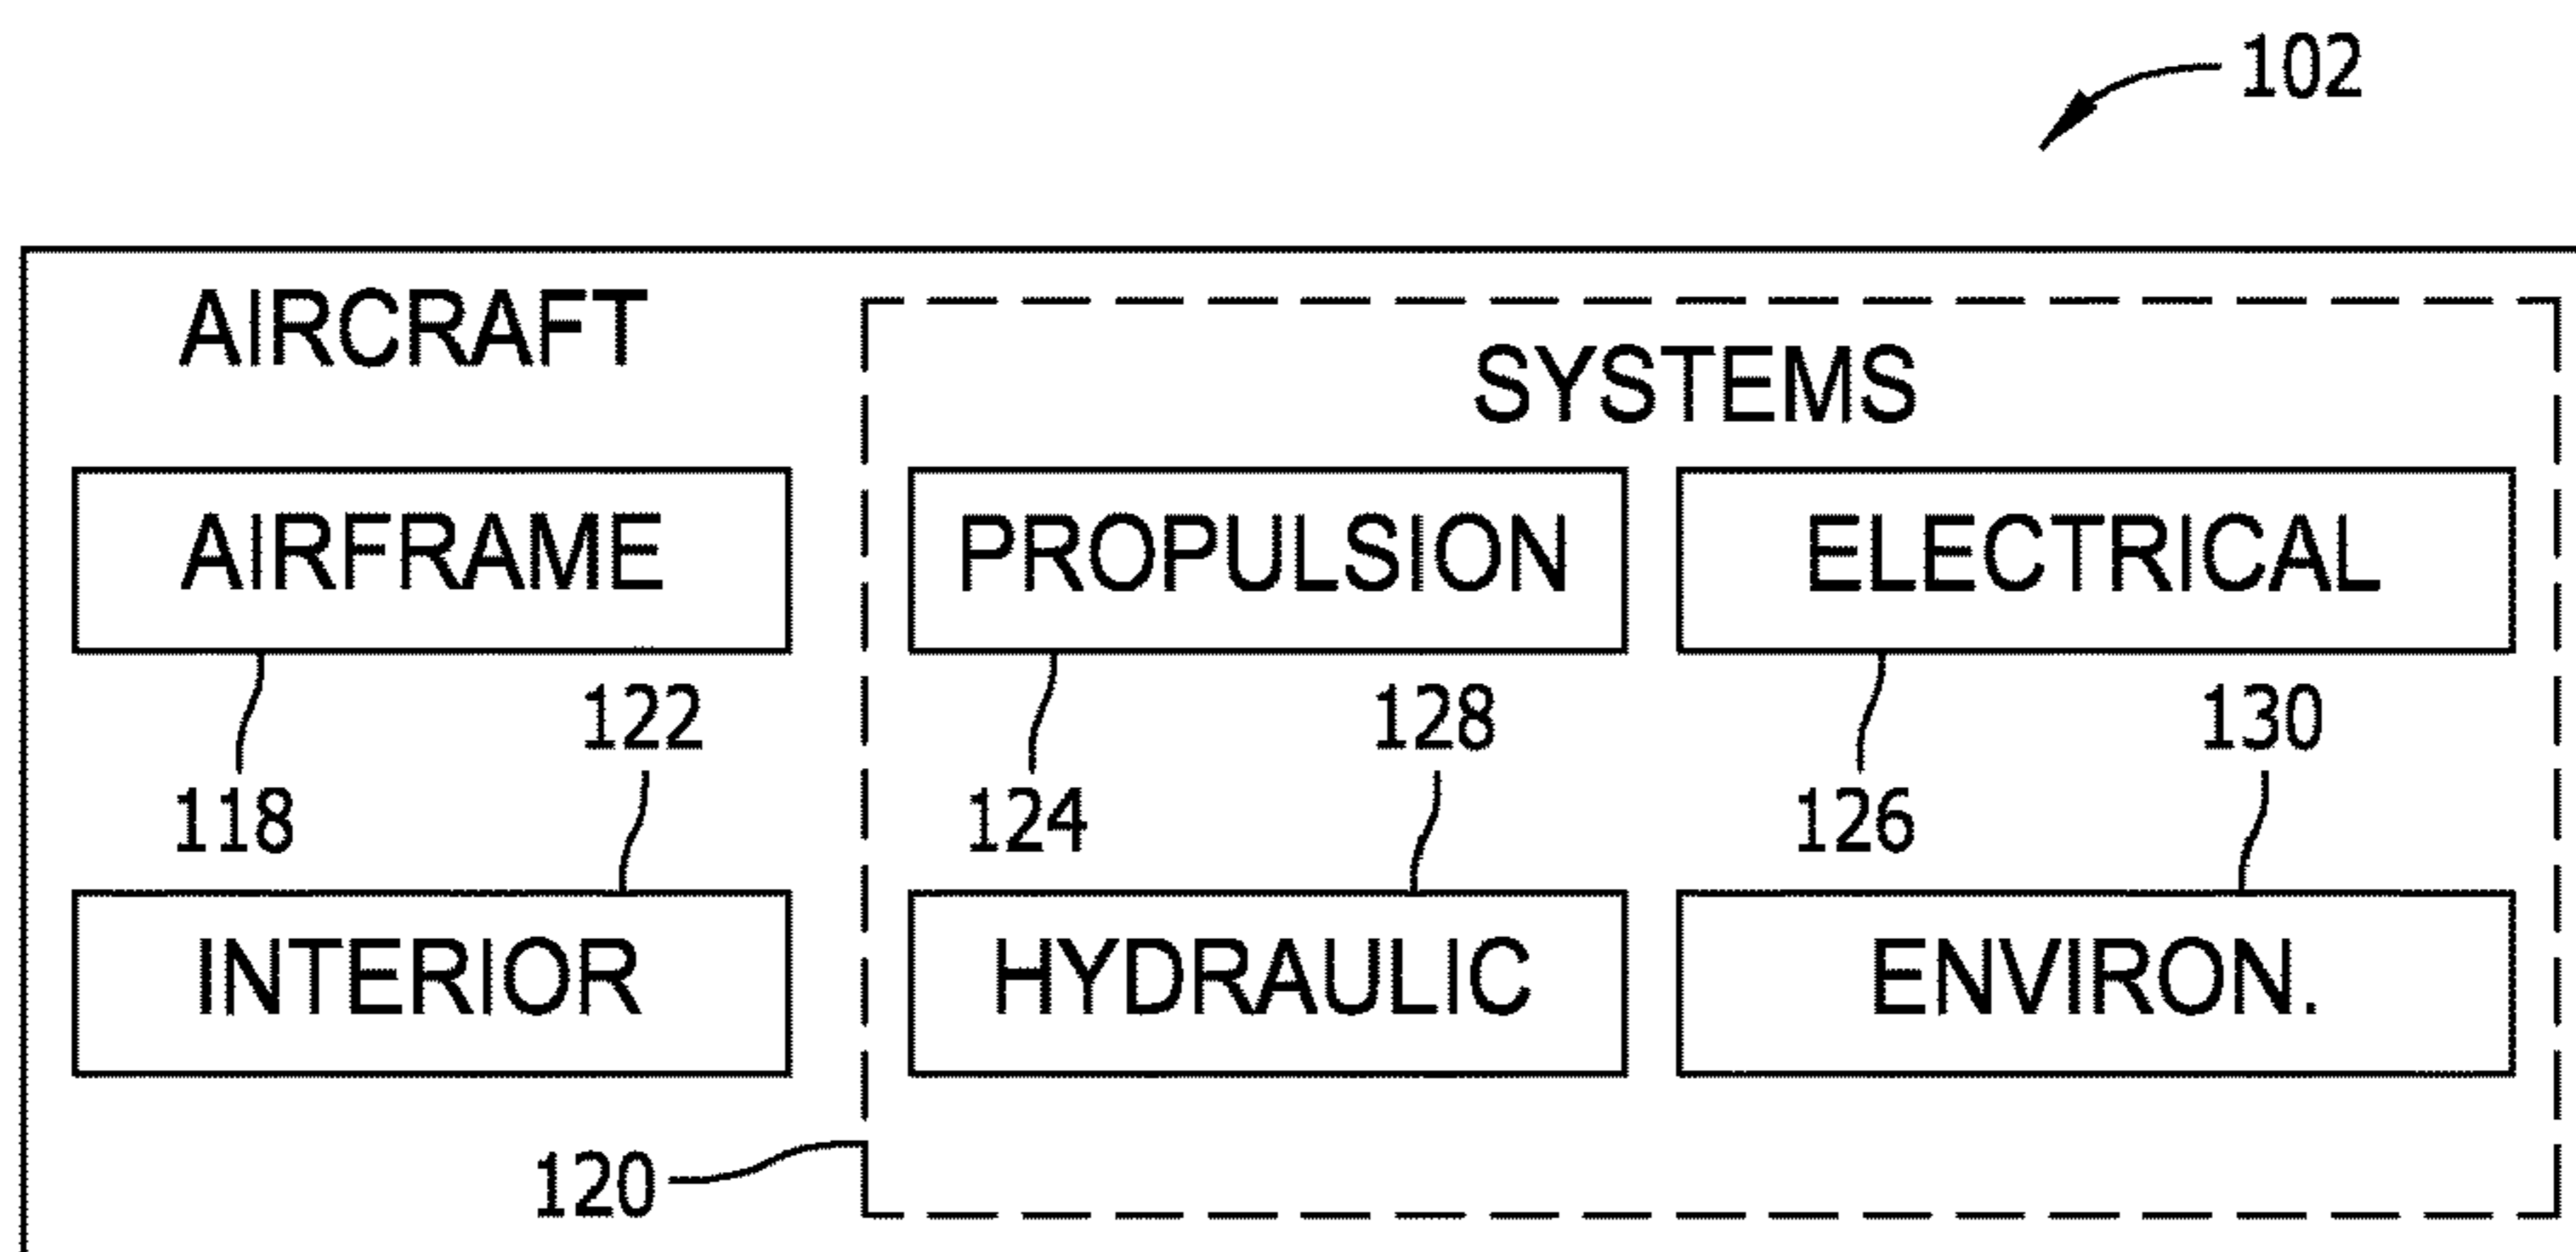 102
AIRCRAFT
SYSTEMS
AIRFRAME
PROPULSION
ELECTRICAL
122
128
130
118
124
126
INTERIOR
HYDRAULIC
ENVIRON.
120